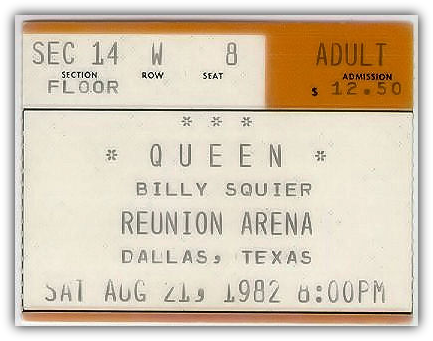 SEC 14 W 8 ADULT
SECTION ROW SEAT ADMISSION
FLOOR $ 12.50
* * *
* QUEEN *
BILLY SQUIER
REUNION ARENA
DALLAS, TEXAS
SAT AUG 21, 1982 8:00PM